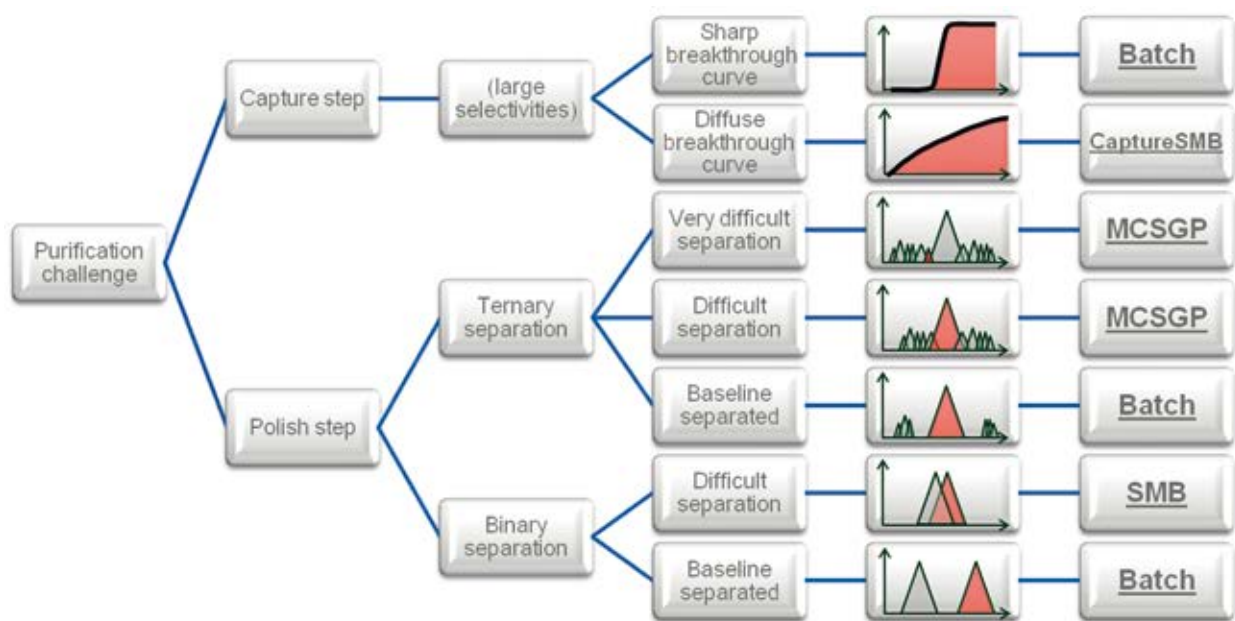 Sharp
breakthrough
curve
Batch
Capture step
(large
selectivities)
Diffuse
breakthrough
curve
CaptureSMB
Very difficult
separation
MCSGP
Purification
challenge
Ternary
separation
Difficult
separation
MCSGP
Baseline
separated
Batch
Polish step
Difficult
separation
SMB
Binary
separation
Baseline
separated
Batch